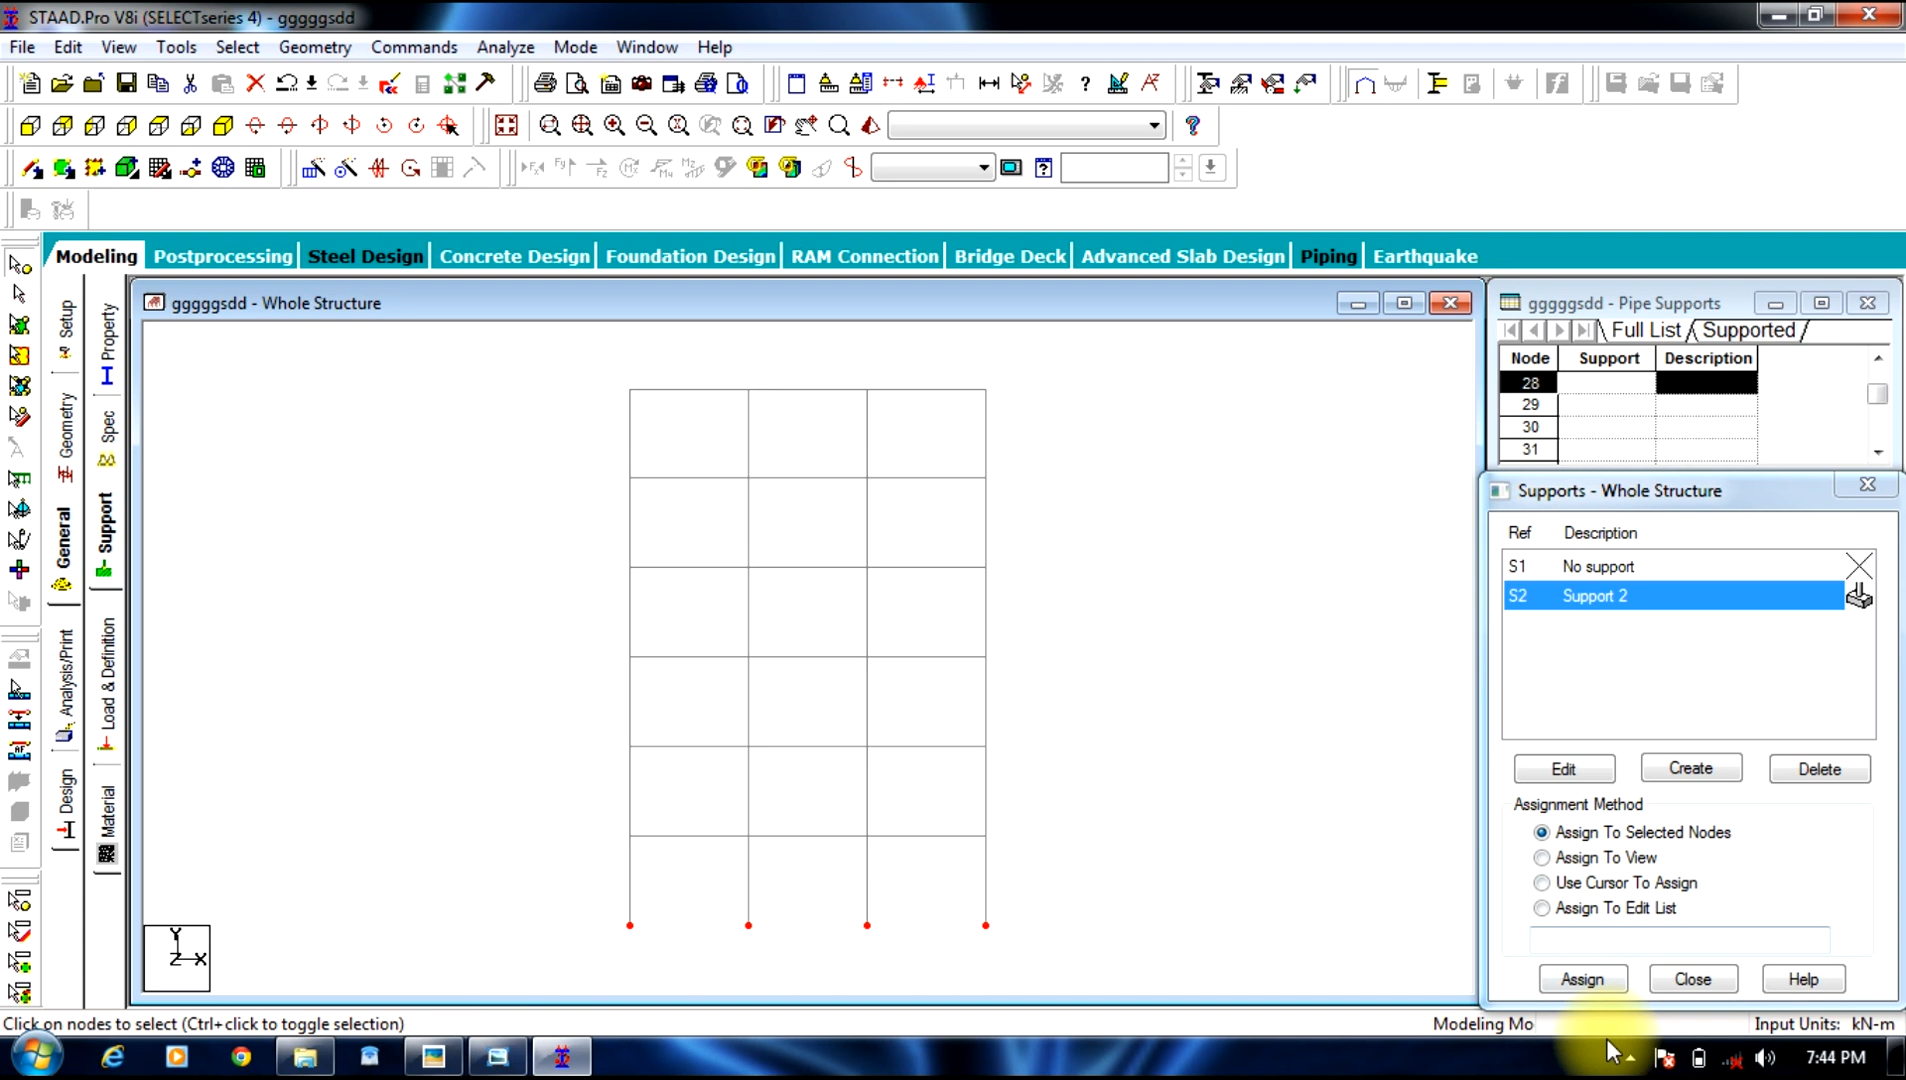 STAAD.Pro V8i (SELECTseries 4) - gggggsdd
File Edit View Tools Select Geometry Commands Analyze Mode Window Help
Modeling Postprocessing Steel Design Concrete Design Foundation Design RAM Connection Bridge Deck Advanced Slab Design Piping Earthquake
Setup
Geometry
General
Analysis/Print
Design
Property
Spec
Support
Load & Definition
Material
gggggsdd - Whole Structure
Y
Z X
gggggsdd - Pipe Supports
Full List Supported
Node Support Description
28
29
30
31
Supports - Whole Structure
Ref Description
S1 No support
S2 Support 2
Edit Create Delete
Assignment Method
Assign To Selected Nodes
Assign To View
Use Cursor To Assign
Assign To Edit List
Assign Close Help
Click on nodes to select (Ctrl+click to toggle selection) Modeling Mo Input Units: kN-m
7:44 PM